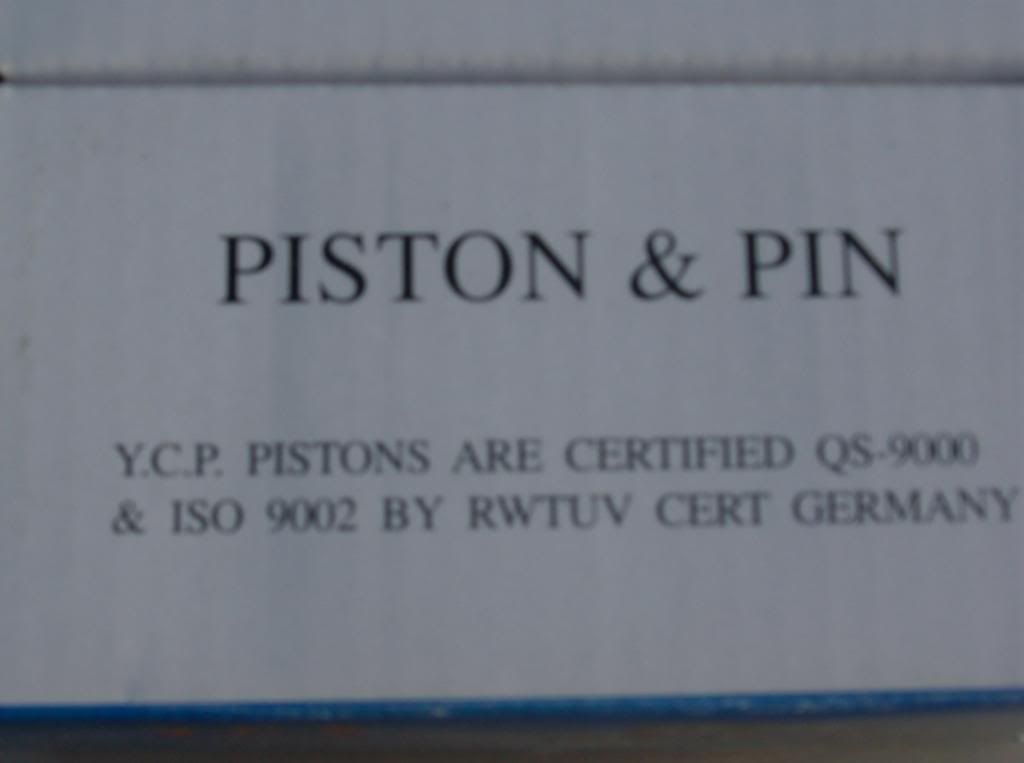 PISTON & PIN
Y.C.P. PISTONS ARE CERTIFIED QS-9000
& ISO 9002 BY RWTUV CERT GERMANY